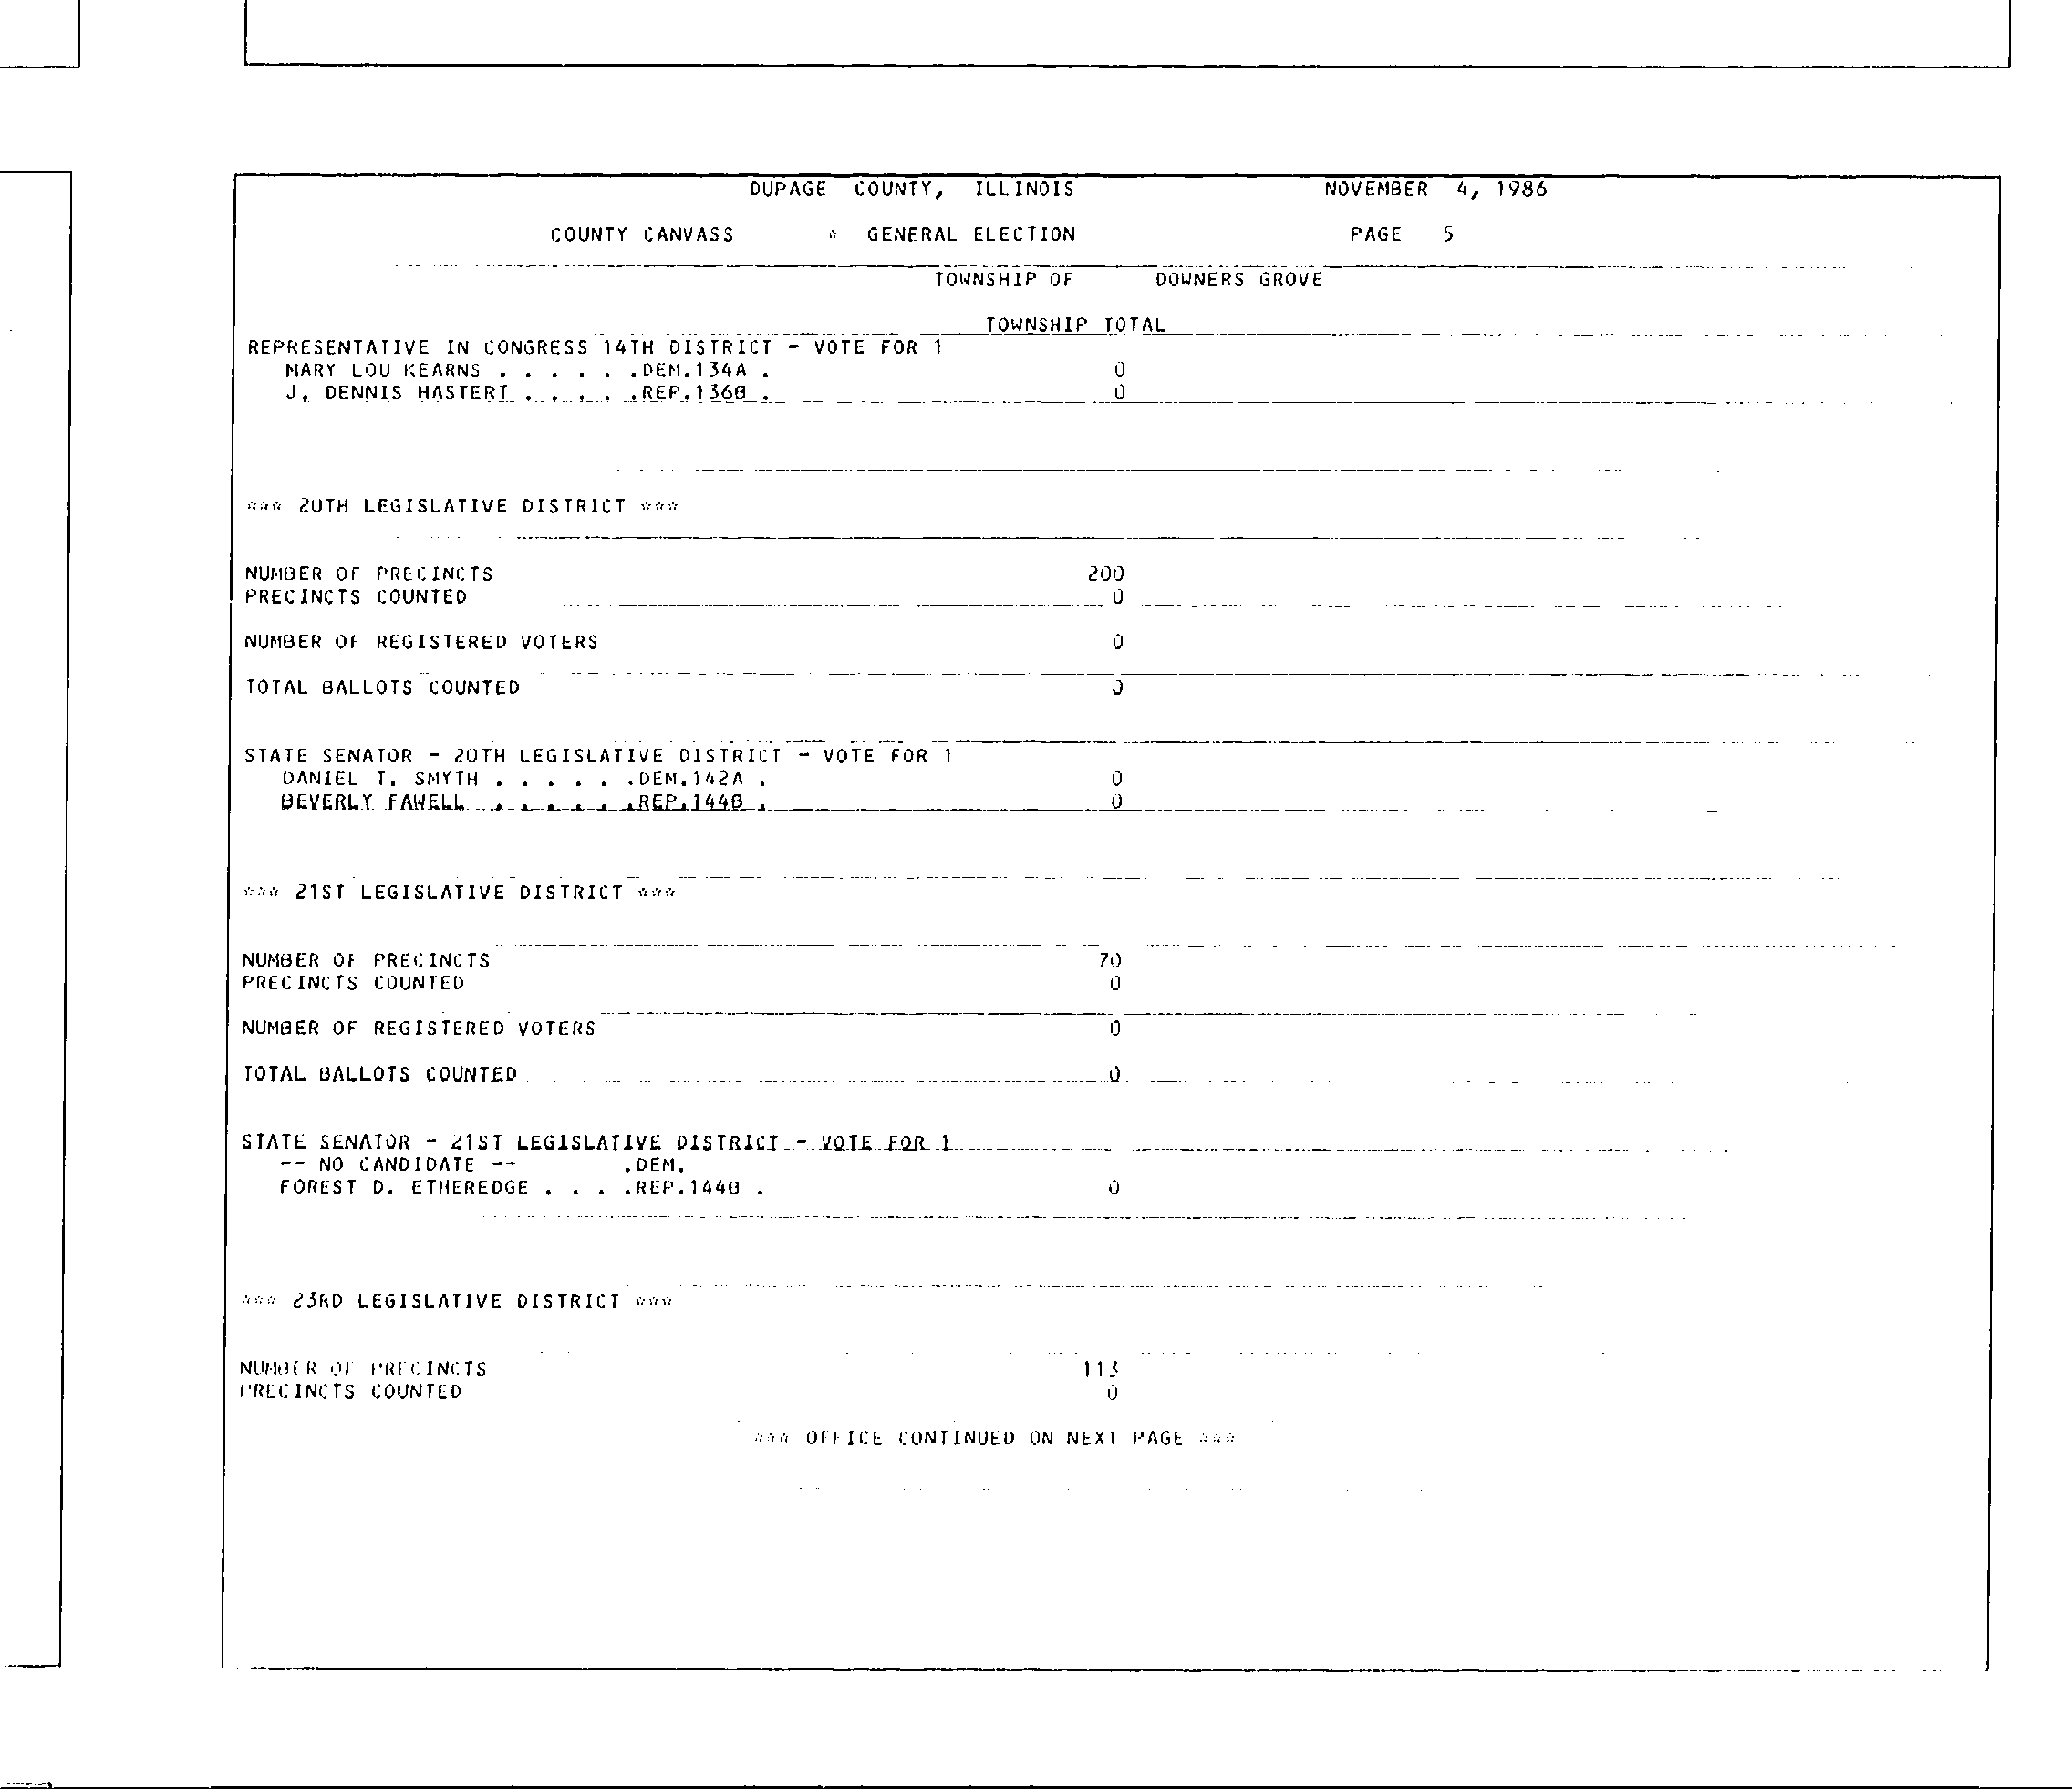 DUPAGE COUNTY, ILLINOIS NOVEMBER 4, 1986
COUNTY CANVASS * GENERAL ELECTION PAGE 5
TOWNSHIP OF DOWNERS GROVE
TOWNSHIP TOTAL
REPRESENTATIVE IN CONGRESS 14TH DISTRICT - VOTE FOR 1
MARY LOU KEARNS . . . . . .DEM.134A . 0
J. DENNIS HASTERT . . . . .REP.136B . 0
*** 20TH LEGISLATIVE DISTRICT ***
NUMBER OF PRECINCTS 200
PRECINCTS COUNTED 0
NUMBER OF REGISTERED VOTERS 0
TOTAL BALLOTS COUNTED 0
STATE SENATOR - 20TH LEGISLATIVE DISTRICT - VOTE FOR 1
DANIEL T. SMYTH . . . . . .DEM.142A . 0
BEVERLY FAWELL . . . . . .REP.144B . 0
*** 21ST LEGISLATIVE DISTRICT ***
NUMBER OF PRECINCTS 70
PRECINCTS COUNTED 0
NUMBER OF REGISTERED VOTERS 0
TOTAL BALLOTS COUNTED 0
STATE SENATOR - 21ST LEGISLATIVE DISTRICT - VOTE FOR 1
-- NO CANDIDATE -- .DEM.
FOREST D. ETHEREDGE . . . .REP.144B . 0
*** 23RD LEGISLATIVE DISTRICT ***
NUMBER OF PRECINCTS 113
PRECINCTS COUNTED 0
*** OFFICE CONTINUED ON NEXT PAGE ***